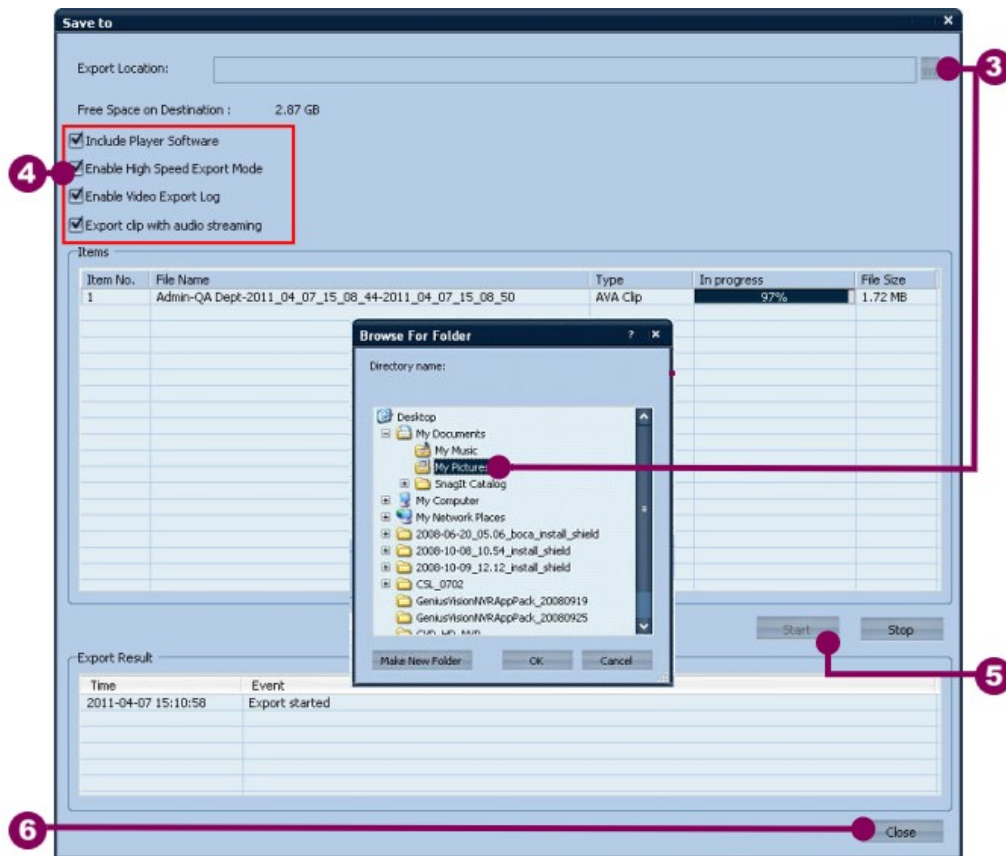 Save to
Export Location:
3
Free Space on Destination : 2.87 GB
Include Player Software
4
Enable High Speed Export Mode
Enable Video Export Log
Export clip with audio streaming
Items
Item No. File Name Type In progress File Size
1 Admin-QA Dept-2011_04_07_15_08_44-2011_04_07_15_08_50 AVA Clip 97% 1.72 MB
Browse For Folder ?
Directory name:
Desktop
My Documents
My Music
My Pictures
SnagIt Catalog
My Computer
My Network Places
2008-06-20_05.06_boca_install_shield
2008-10-08_10.54_install_shield
2008-10-09_12.12_install_shield
CSL_0702
GeniusVisionNVRAppPack_20080919
GeniusVisionNVRAppPack_20080925
Make New Folder OK Cancel
Start Stop
5
Export Result
Time Event
2011-04-07 15:10:58 Export started
6
Close